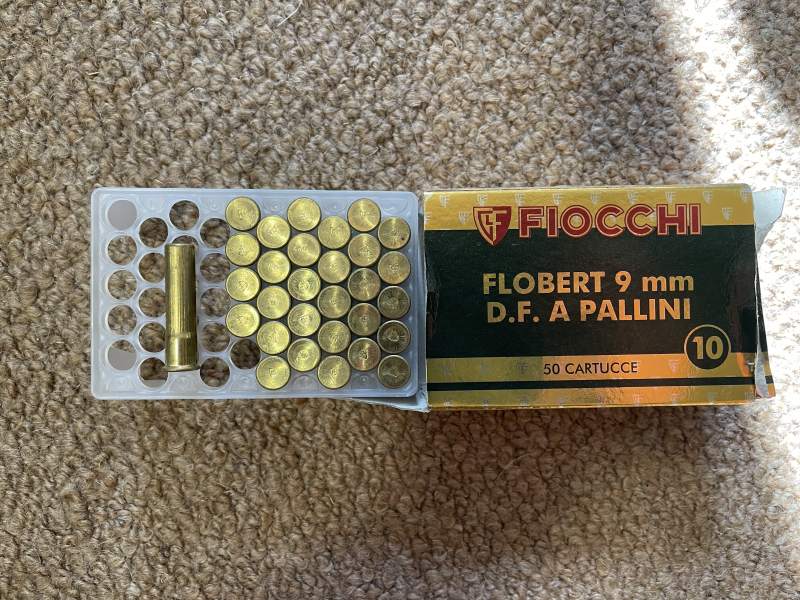 FIOCCHI
FLOBERT 9 mm
D.F. A PALLINI
10
50 CARTUCCE